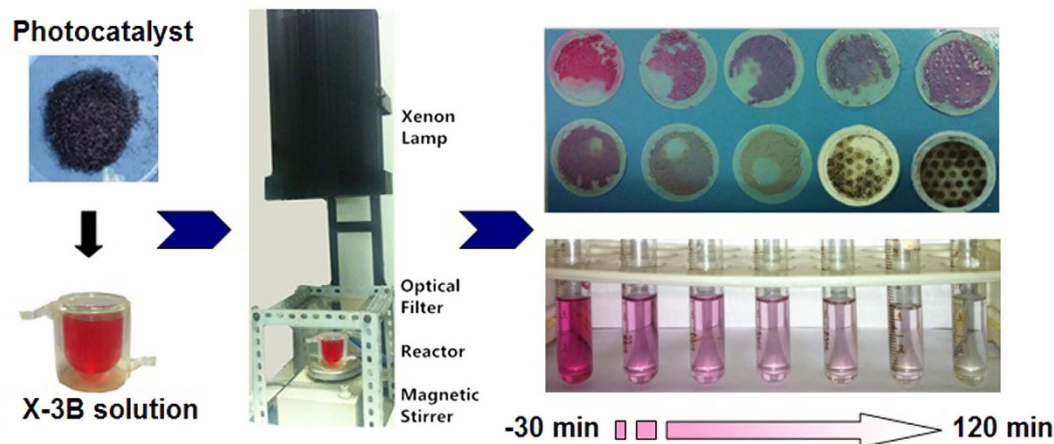 Photocatalyst
X-3B solution
Xenon
Lamp
Optical
Filter
Reactor
Magnetic
Stirrer
-30 min
120 min